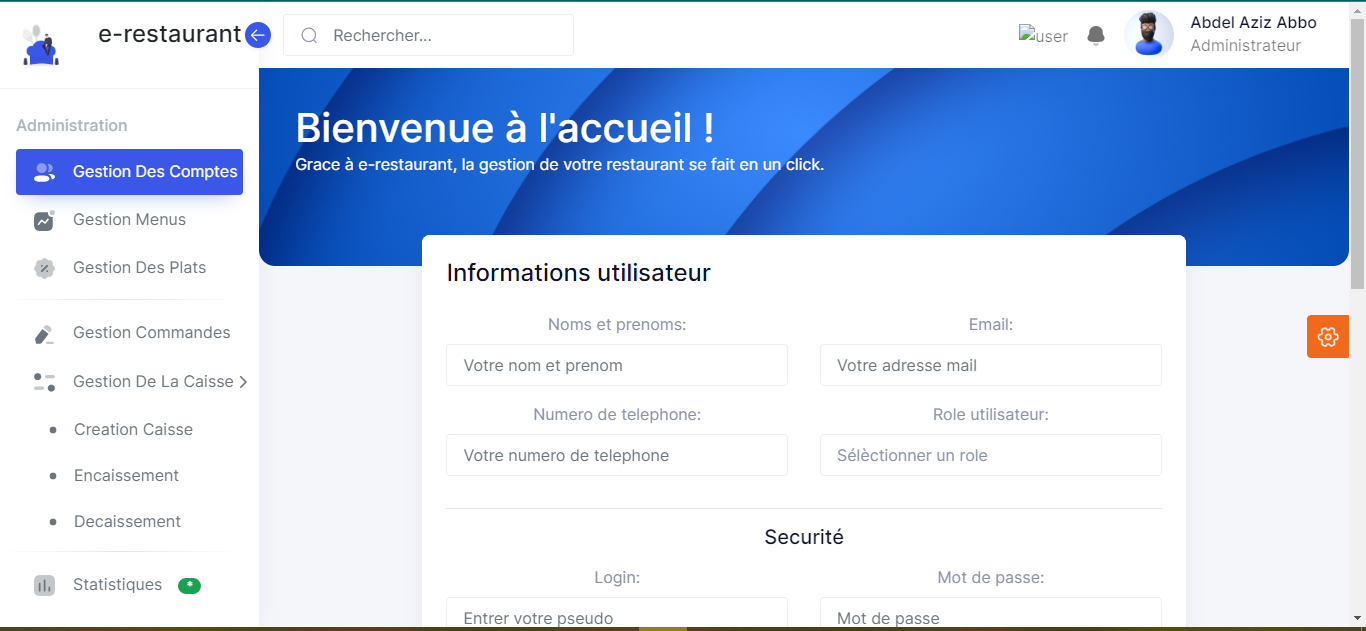 e-restaurant
Rechercher...
user
Abdel Aziz Abbo
Administrateur
Administration
Gestion Des Comptes
Gestion Menus
Gestion Des Plats
Gestion Commandes
Gestion De La Caisse
Creation Caisse
Encaissement
Decaissement
Statistiques *
Bienvenue à l'accueil !
Grace à e-restaurant, la gestion de votre restaurant se fait en un click.
Informations utilisateur
Noms et prenoms:
Email:
Votre nom et prenom
Votre adresse mail
Numero de telephone:
Role utilisateur:
Votre numero de telephone
Sélèctionner un role
Securité
Login:
Mot de passe:
Entrer votre pseudo
Mot de passe